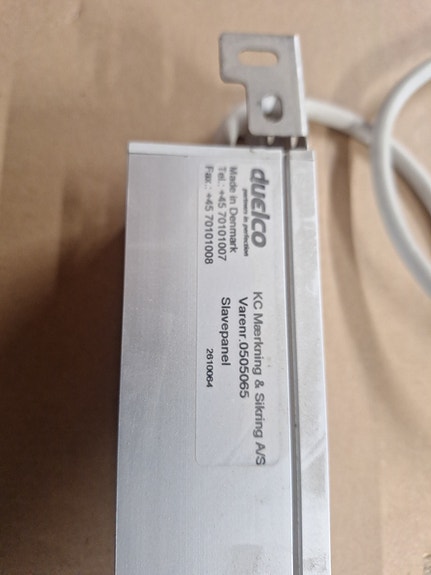 duelco
partners in perfection
Made in Denmark
Tel.: +45 70101007
Fax.: +45 70101008
KC Mærkning & Sikring A/S
Varenr.0505065
Slavepanel
2610064